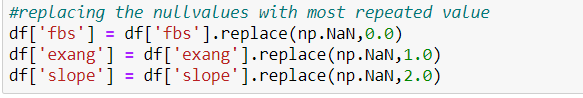 #replacing the nullvalues with most repeated value
df['fbs'] = df['fbs'].replace(np.NaN,0.0)
df['exang'] = df['exang'].replace(np.NaN,1.0)
df['slope'] = df['slope'].replace(np.NaN,2.0)